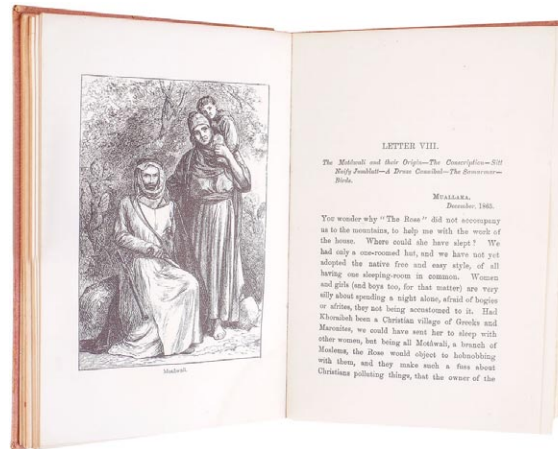 Motâwali.
LETTER VIII.
The Motâwali and their Origin—The Conscription—Sitt
Naify Jumblatt—A Druse Cannibal—The Semurmur-
Birds.
MUALLAKA,
December, 1865.
YOU wonder why "The Rose" did not accompany
us to the mountains, to help me with the work of
the house. Where could she have slept? We
had only a one-roomed hut, and we have not yet
adopted the native free and easy style, of all
having one sleeping-room in common. Women
and girls (and boys too, for that matter) are very
silly about spending a night alone, afraid of bogies
or afrites, they not being accustomed to it. Had
Khoraibeh been a Christian village of Greeks and
Maronites, we could have sent her to sleep with
other women, but being all Motâwali, a branch of
Moslems, the Rose would object to hobnobbing
with them, and they make such a fuss about
Christians polluting things, that the owner of the